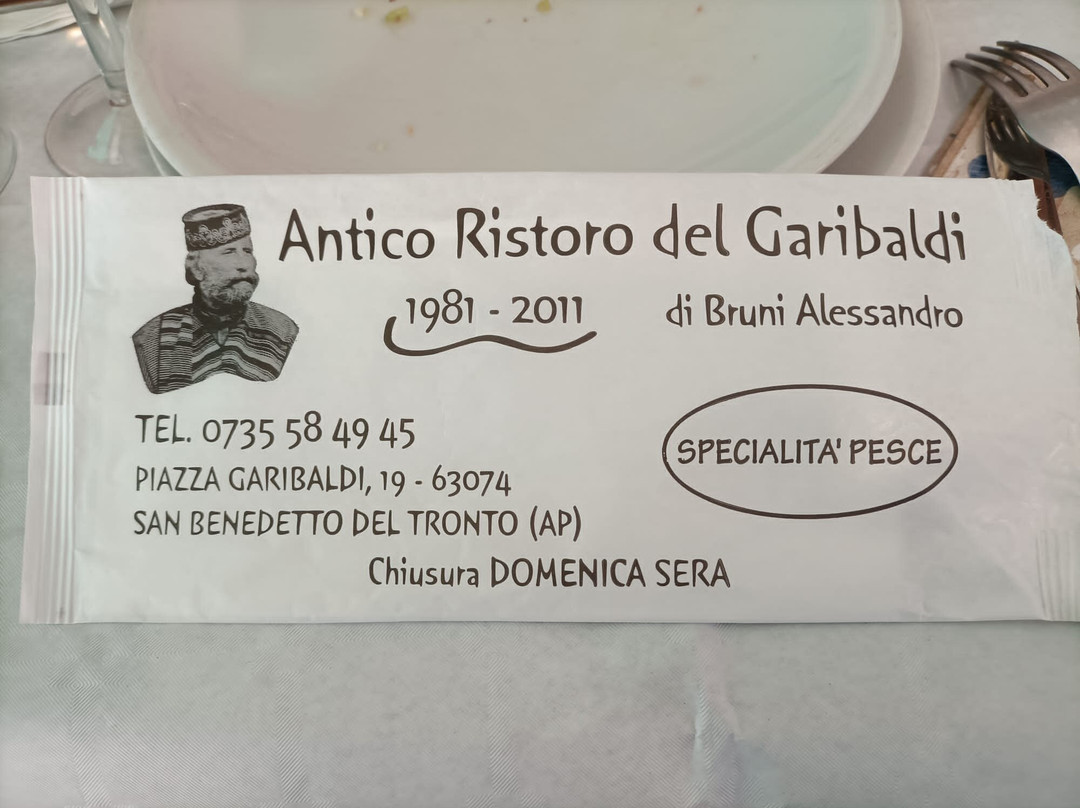 Antico Ristoro del Garibaldi
1981 - 2011
di Bruni Alessandro
TEL. 0735 58 49 45
SPECIALITA' PESCE
PIAZZA GARIBALDI, 19 - 63074
SAN BENEDETTO DEL TRONTO (AP)
Chiusura DOMENICA SERA